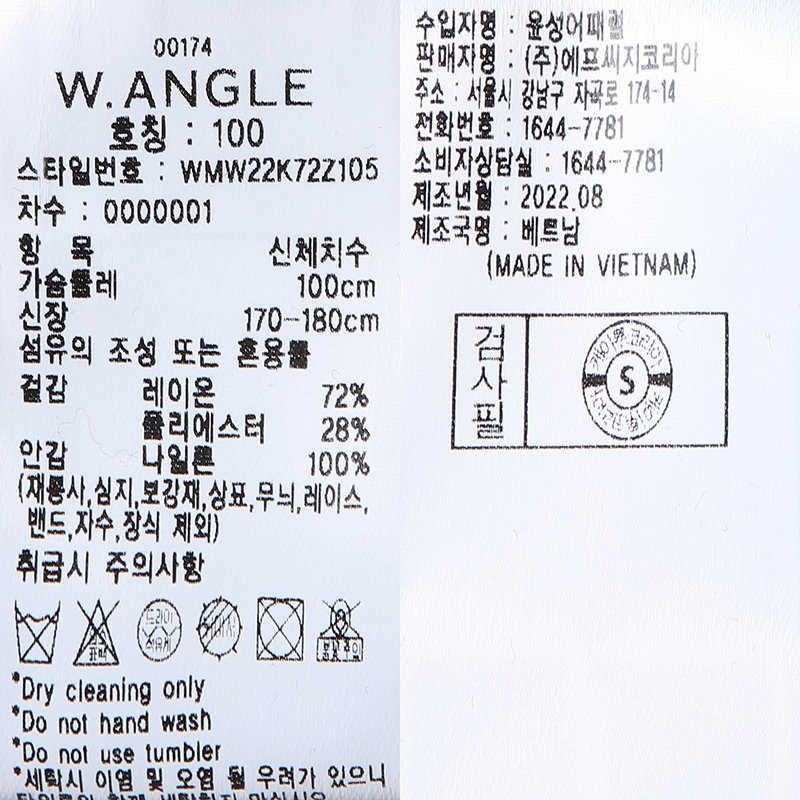 00174
W.ANGLE
호칭 : 100
스타일번호 : WMW22K72Z105
차수 : 0000001
항 목 신체치수
가슴둘레 100cm
신장 170-180cm
섬유의 조성 또는 혼용률
겉감 레이온 72%
폴리에스터 28%
안감 나일론 100%
(재봉사,심지,보강재,상표,무늬,레이스,
밴드,자수,장식 제외)
취급시 주의사항
드라이
석유계
*Dry cleaning only
*Do not hand wash
*Do not use tumbler
*세탁시 이염 및 오염 될 우려가 있으니
수입자명 : 윤성어패럴
판매자명 : (주)에프씨지코리아
주소 : 서울시 강남구 자곡로 174-14
전화번호 : 1644-7781
소비자상담실 : 1644-7781
제조년월 : 2022.08
제조국명 : 베트남
(MADE IN VIETNAM)
검사필
S